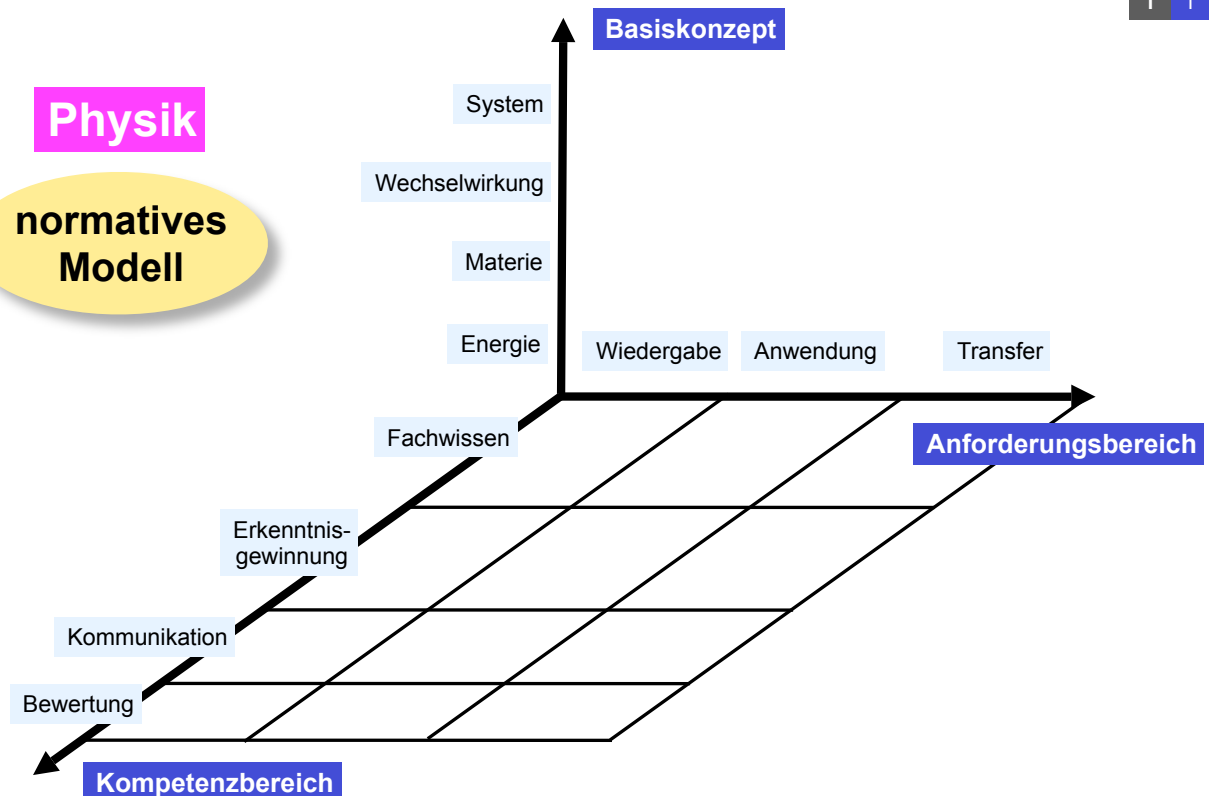 Basiskonzept
Physik
System
Wechselwirkung
normatives
Modell
Materie
Energie
Wiedergabe
Anwendung
Transfer
Fachwissen
Anforderungsbereich
Erkenntnis-
gewinnung
Kommunikation
Bewertung
Kompetenzbereich